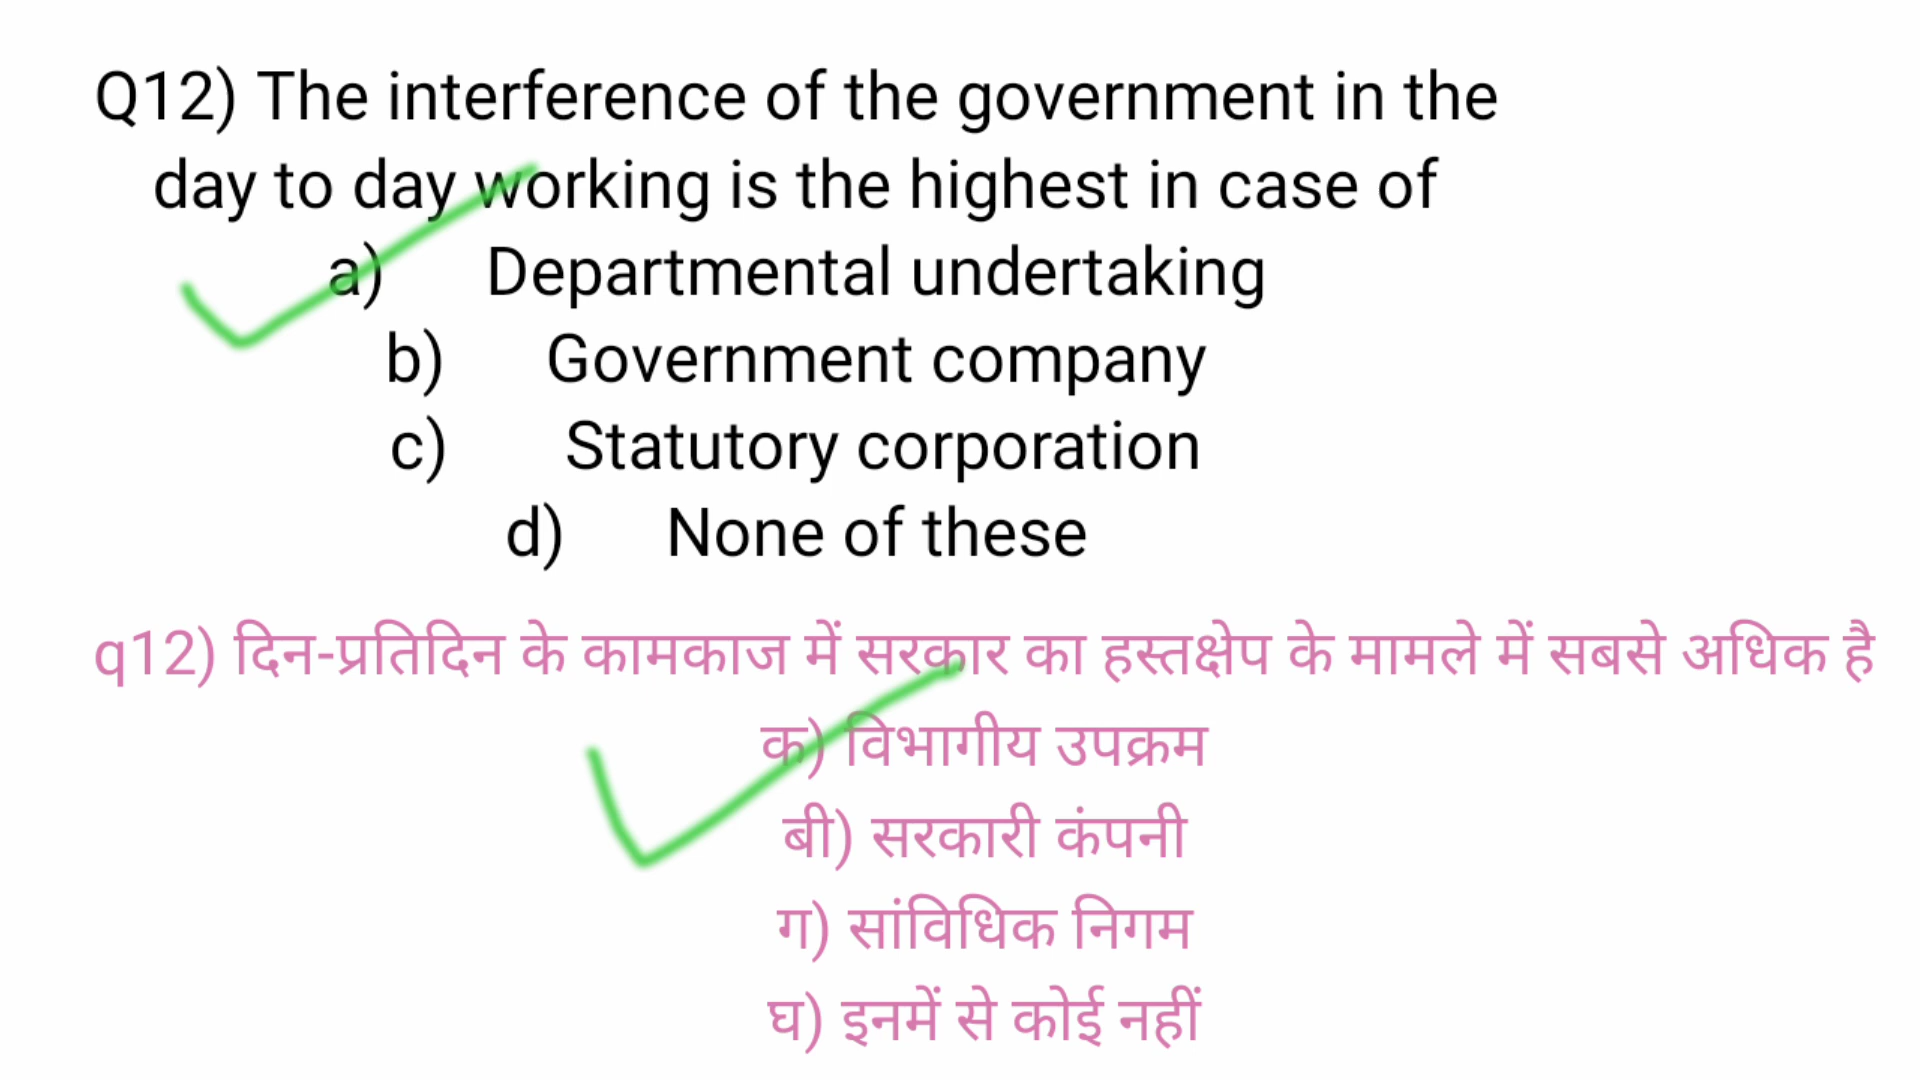 Q12) The interference of the government in the
day to day working is the highest in case of
a) Departmental undertaking
b) Government company
c) Statutory corporation
d) None of these
q12) दिन-प्रतिदिन के कामकाज में सरकार का हस्तक्षेप के मामले में सबसे अधिक है
क) विभागीय उपक्रम
बी) सरकारी कंपनी
ग) सांविधिक निगम
घ) इनमें से कोई नहीं